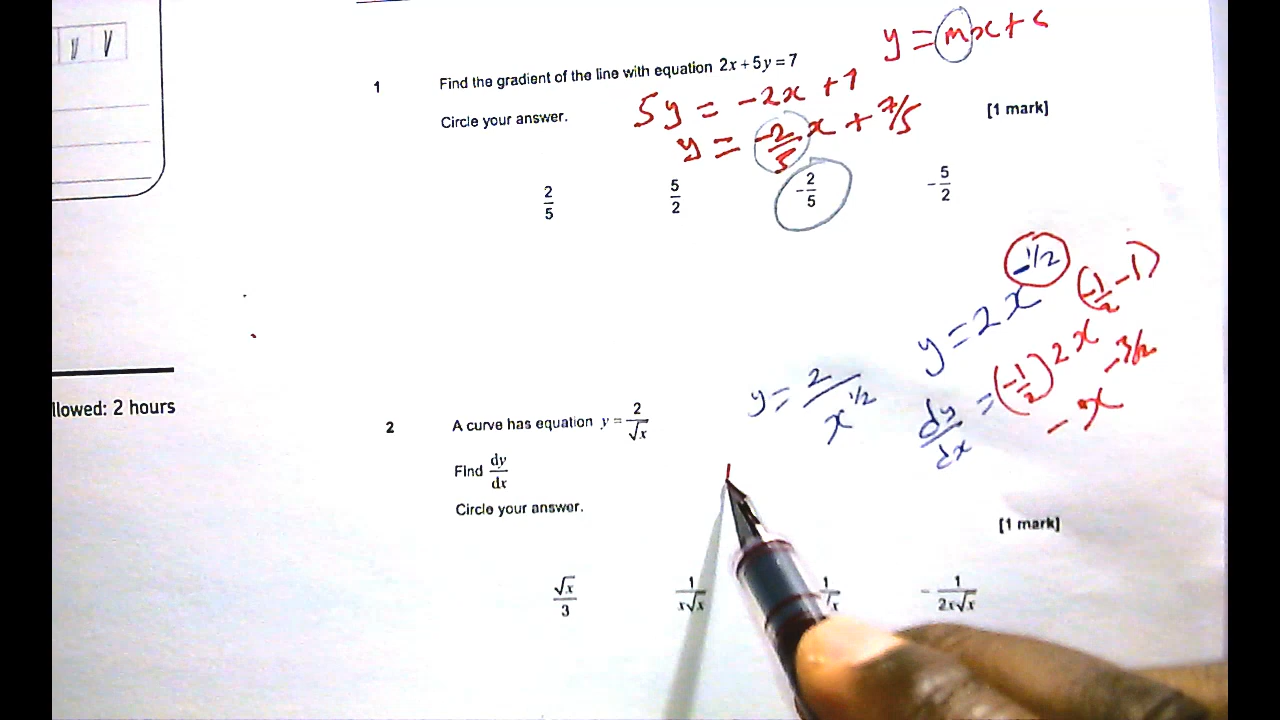 1 Find the gradient of the line with equation 2x + 5y = 7
y = mx + c
5y = -2x + 7
Circle your answer.
[1 mark]
y = -2/5 x + 7/5
2/5 5/2 -2/5 -5/2
y = 2x^-1/2
dy/dx = (-1/2) 2x^(-1/2 - 1)
-x^-3/2
y = 2/x^1/2
llowed: 2 hours
2 A curve has equation y = 2/√x
Find dy/dx
Circle your answer.
[1 mark]
√x/3 1/x√x -1/2x√x